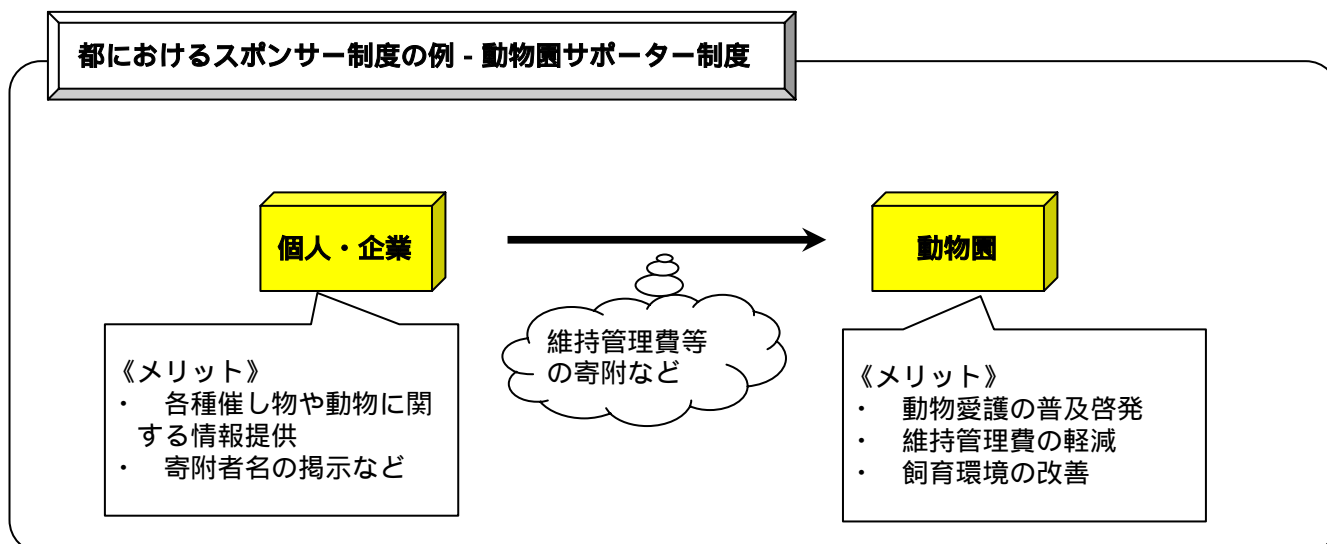 都におけるスポンサー制度の例 - 動物園サポーター制度
個人・企業
動物園
維持管理費等
の寄附など
《メリット》
・　各種催し物や動物に関
する情報提供
・　寄附者名の掲示など
《メリット》
・　動物愛護の普及啓発
・　維持管理費の軽減
・　飼育環境の改善